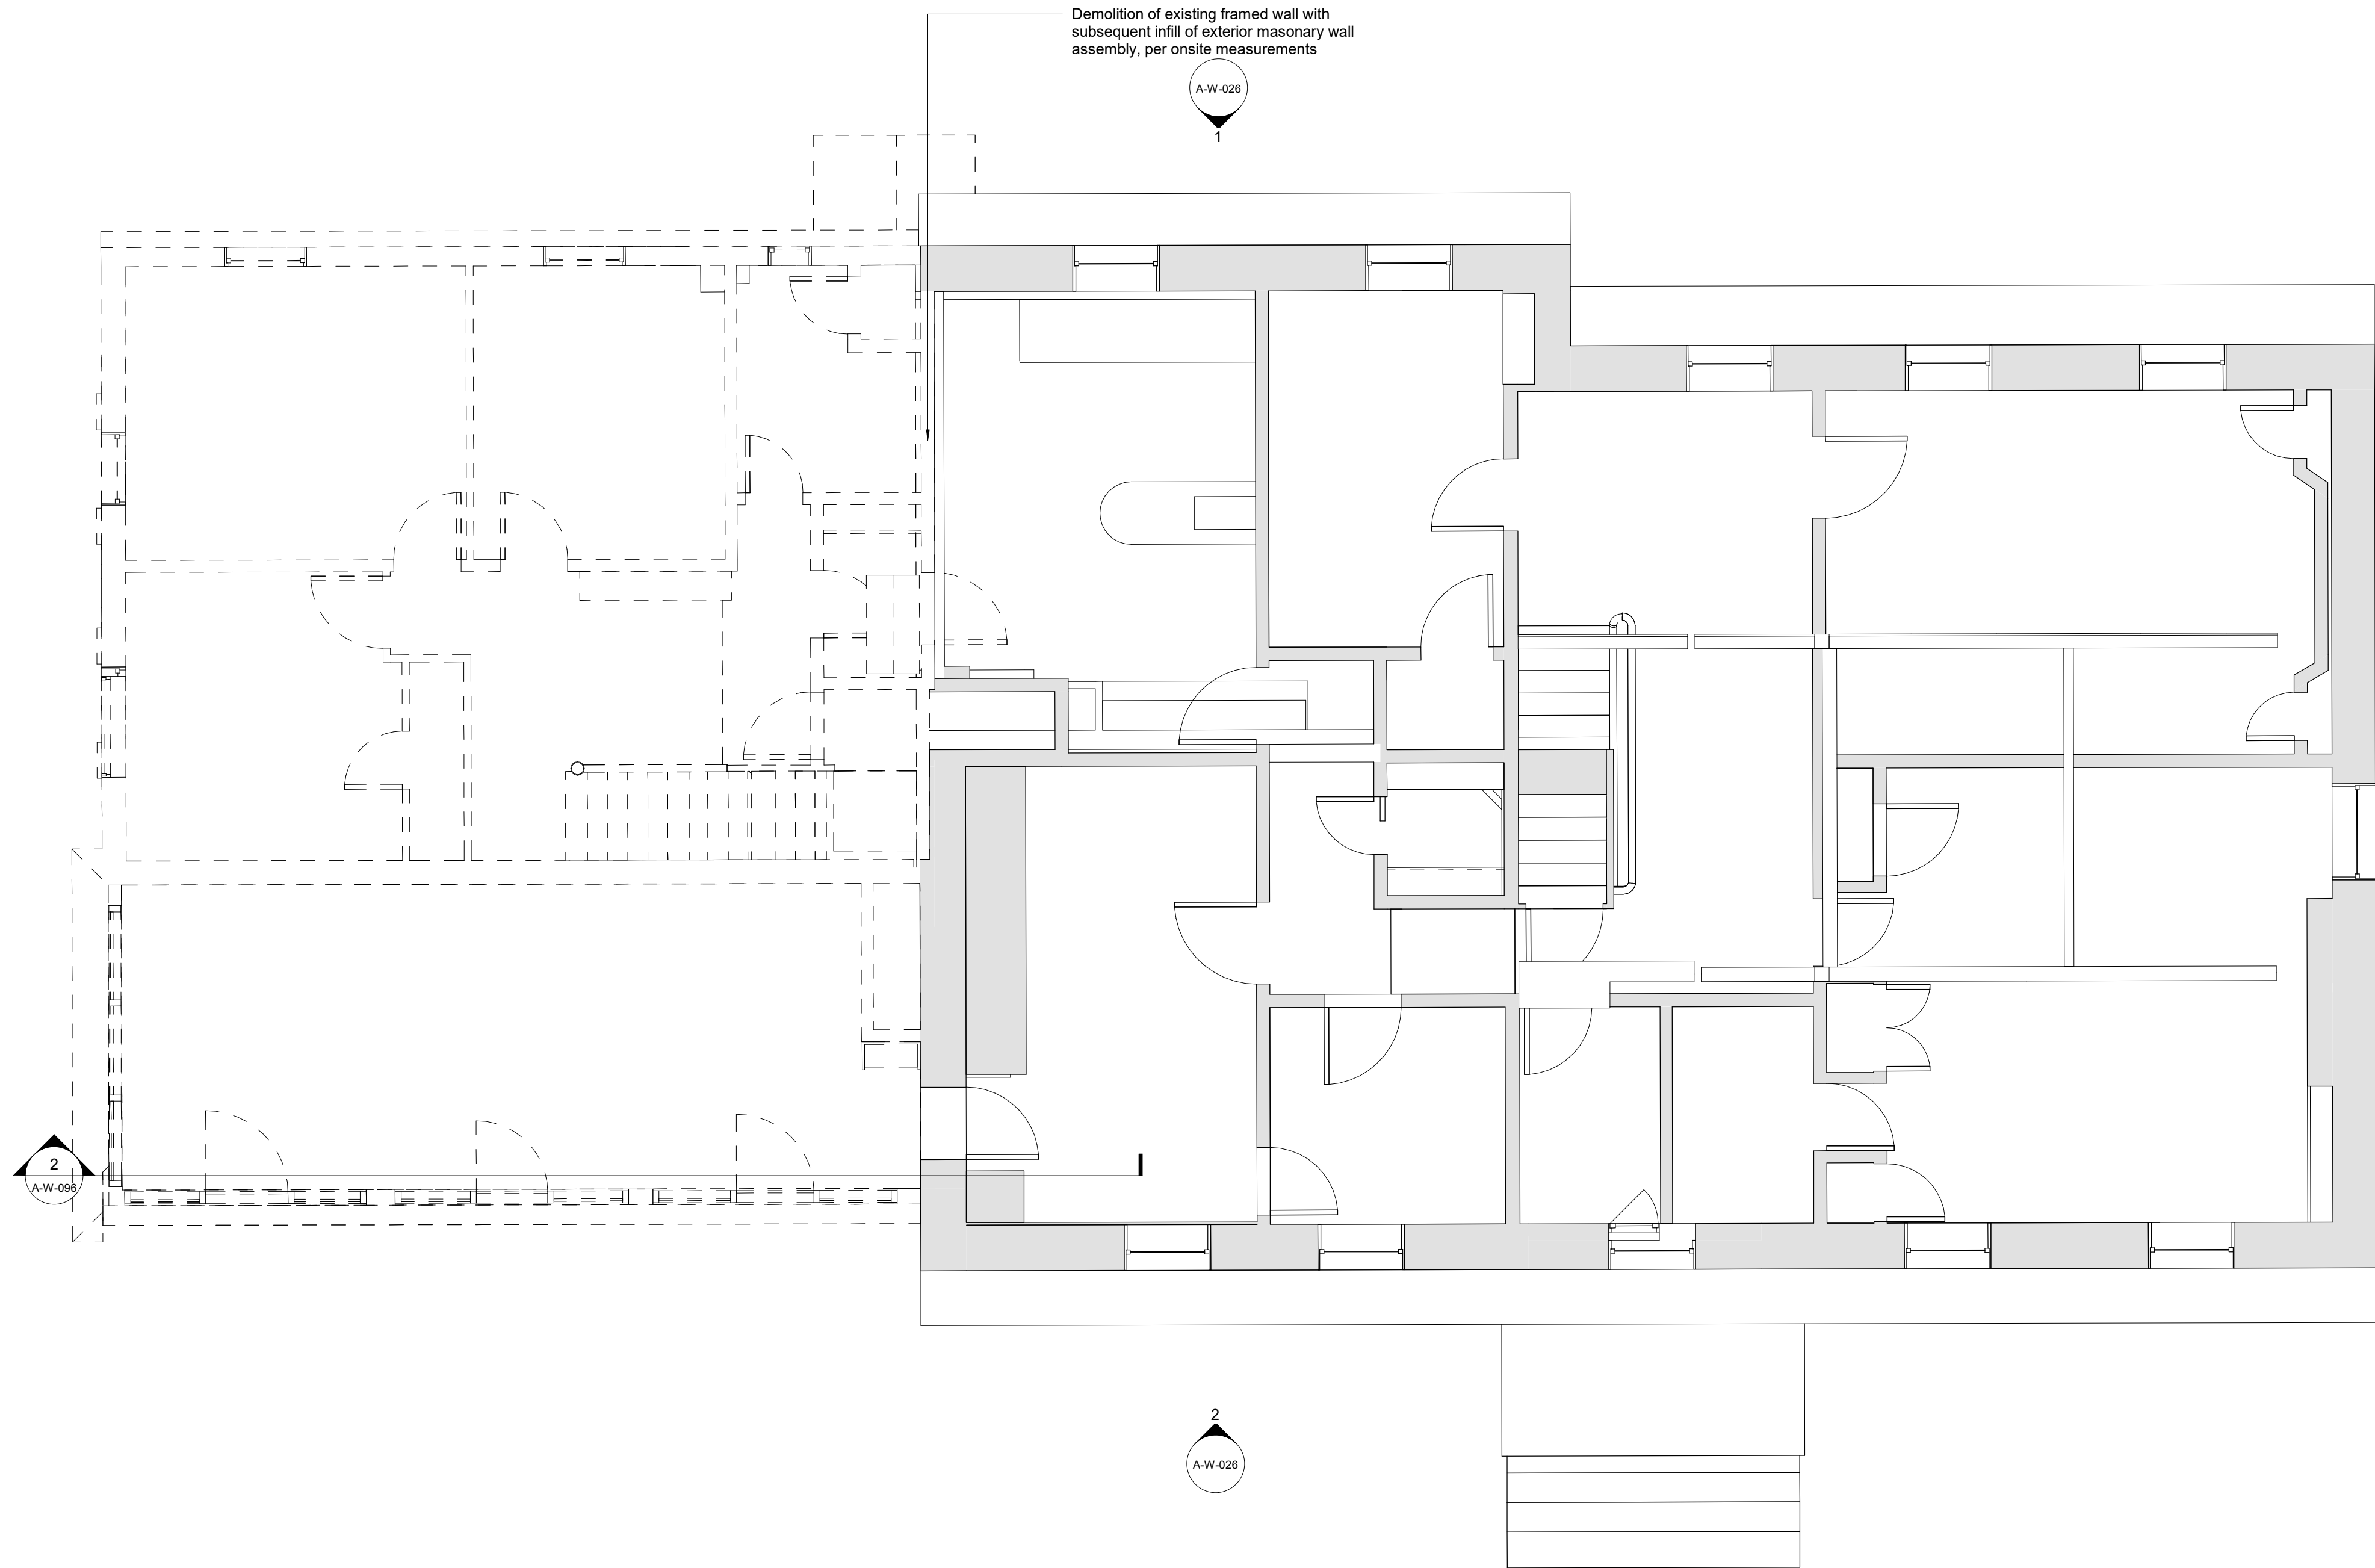 Demolition of existing framed wall with
subsequent infill of exterior masonary wall
assembly, per onsite measurements
A-W-026
1
2
A-W-096
2
A-W-026